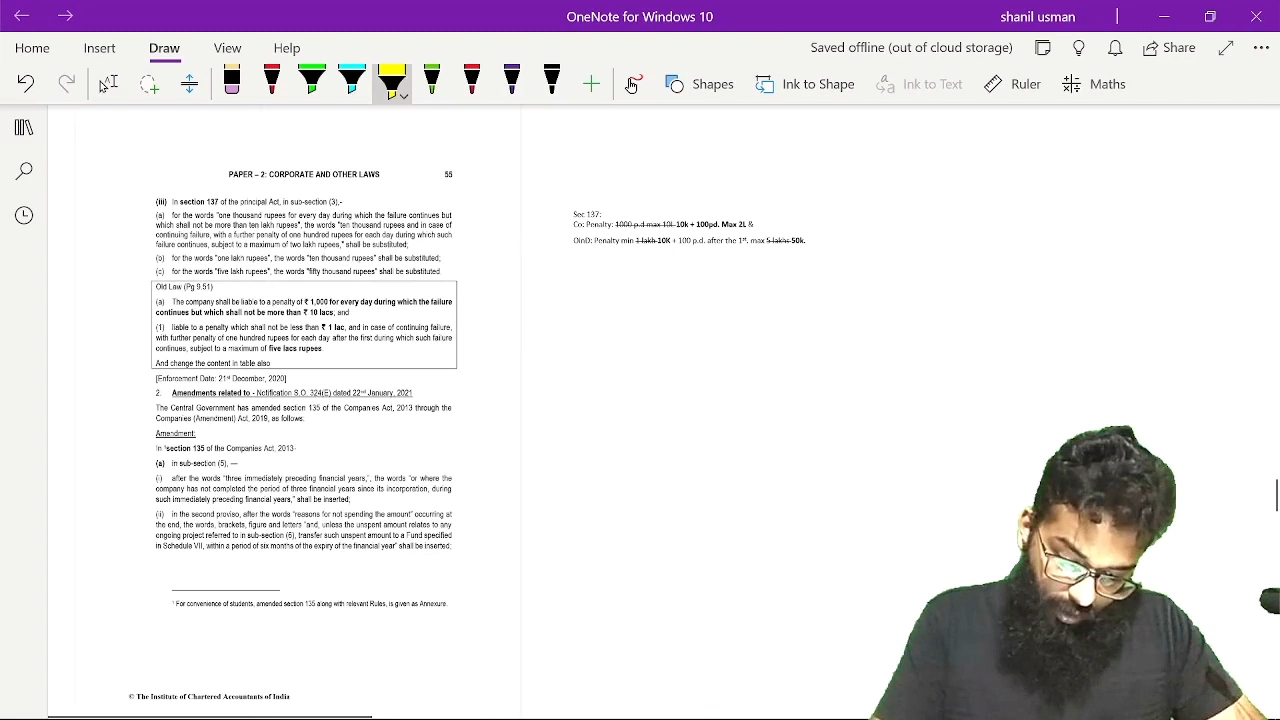 OneNote for Windows 10
shanil usman
Home Insert Draw View Help
Saved offline (out of cloud storage)
Share
Shapes
Ink to Shape
Ink to Text
Ruler
Maths
PAPER – 2: CORPORATE AND OTHER LAWS 55
(iii) In section 137 of the principal Act, in sub-section (3),-
(a) for the words "one thousand rupees for every day during which the failure continues but
which shall not be more than ten lakh rupees", the words "ten thousand rupees and in case of
continuing failure, with a further penalty of one hundred rupees for each day during which such
failure continues, subject to a maximum of two lakh rupees," shall be substituted;
(b) for the words "one lakh rupees", the words "ten thousand rupees" shall be substituted;
(c) for the words "five lakh rupees", the words "fifty thousand rupees" shall be substituted.
Old Law (Pg 9.51)
(a) The company shall be liable to a penalty of ₹ 1,000 for every day during which the failure
continues but which shall not be more than ₹ 10 lacs; and
(1) liable to a penalty which shall not be less than ₹ 1 lac, and in case of continuing failure,
with further penalty of one hundred rupees for each day after the first during which such failure
continues, subject to a maximum of five lacs rupees.
And change the content in table also
[Enforcement Date: 21st December, 2020]
2. Amendments related to - Notification S.O. 324(E) dated 22nd January, 2021
The Central Government has amended section 135 of the Companies Act, 2013 through the
Companies (Amendment) Act, 2019, as follows:
Amendment:
In 1section 135 of the Companies Act, 2013-
(a) in sub-section (5), —
(i) after the words "three immediately preceding financial years,", the words "or where the
company has not completed the period of three financial years since its incorporation, during
such immediately preceding financial years," shall be inserted;
(ii) in the second proviso, after the words "reasons for not spending the amount" occurring at
the end, the words, brackets, figure and letters "and, unless the unspent amount relates to any
ongoing project referred to in sub-section (6), transfer such unspent amount to a Fund specified
in Schedule VII, within a period of six months of the expiry of the financial year" shall be inserted;
1 For convenience of students, amended section 135 along with relevant Rules, is given as Annexure.
© The Institute of Chartered Accountants of India
Sec 137:
Co: Penalty: 1000 p.d max 10L 10k + 100pd. Max 2L &
OinD: Penalty min 1 lakh 10K + 100 p.d. after the 1st. max 5 lakhs 50k.